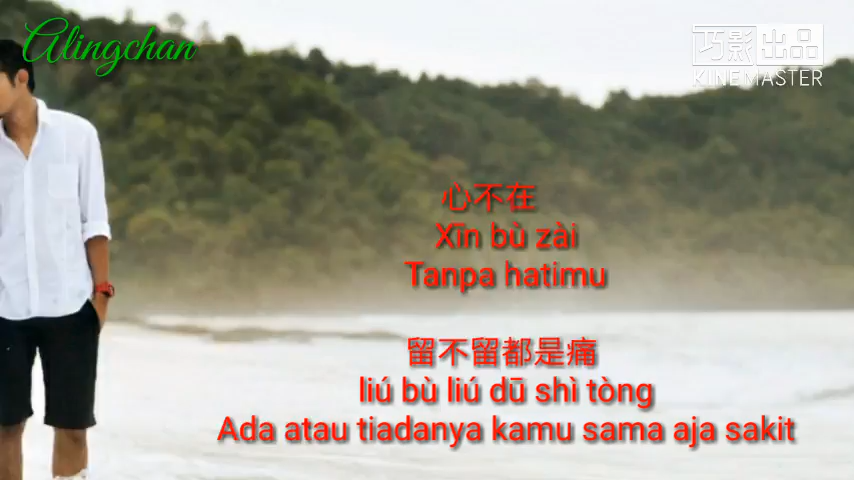 Alingchan
巧影出品
KINEMASTER
心不在
Xīn bù zài
Tanpa hatimu
留不留都是痛
liú bù liú dū shì tòng
Ada atau tiadanya kamu sama aja sakit